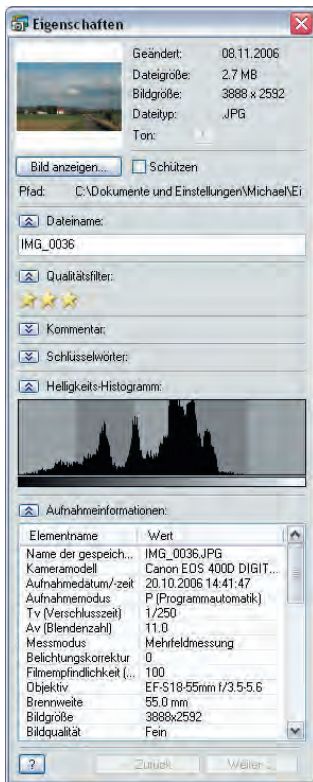 Eigenschaften
Geändert: 08.11.2006
Dateigröße: 2.7 MB
Bildgröße: 3888 x 2592
Dateityp: .JPG
Ton:
Bild anzeigen... Schützen
Pfad: C:\Dokumente und Einstellungen\Michael\Ei
Dateiname:
IMG_0036
Qualitätsfilter:
Kommentar:
Schlüsselwörter:
Helligkeits-Histogramm:
Aufnahmeinformationen:
Elementname Wert
Name der gespeich... IMG_0036.JPG
Kameramodell Canon EOS 400D DIGIT...
Aufnahmedatum/-zeit 20.10.2006 14:41:47
Aufnahmemodus P (Programmautomatik)
Tv (Verschlusszeit) 1/250
Av (Blendenzahl) 11.0
Messmodus Mehrfeldmessung
Belichtungskorrektur 0
Filmempfindlichkeit (... 100
Objektiv EF-S18-55mm f/3.5-5.6
Brennweite 55.0 mm
Bildgröße 3888x2592
Bildqualität Fein
? Zurück Weiter